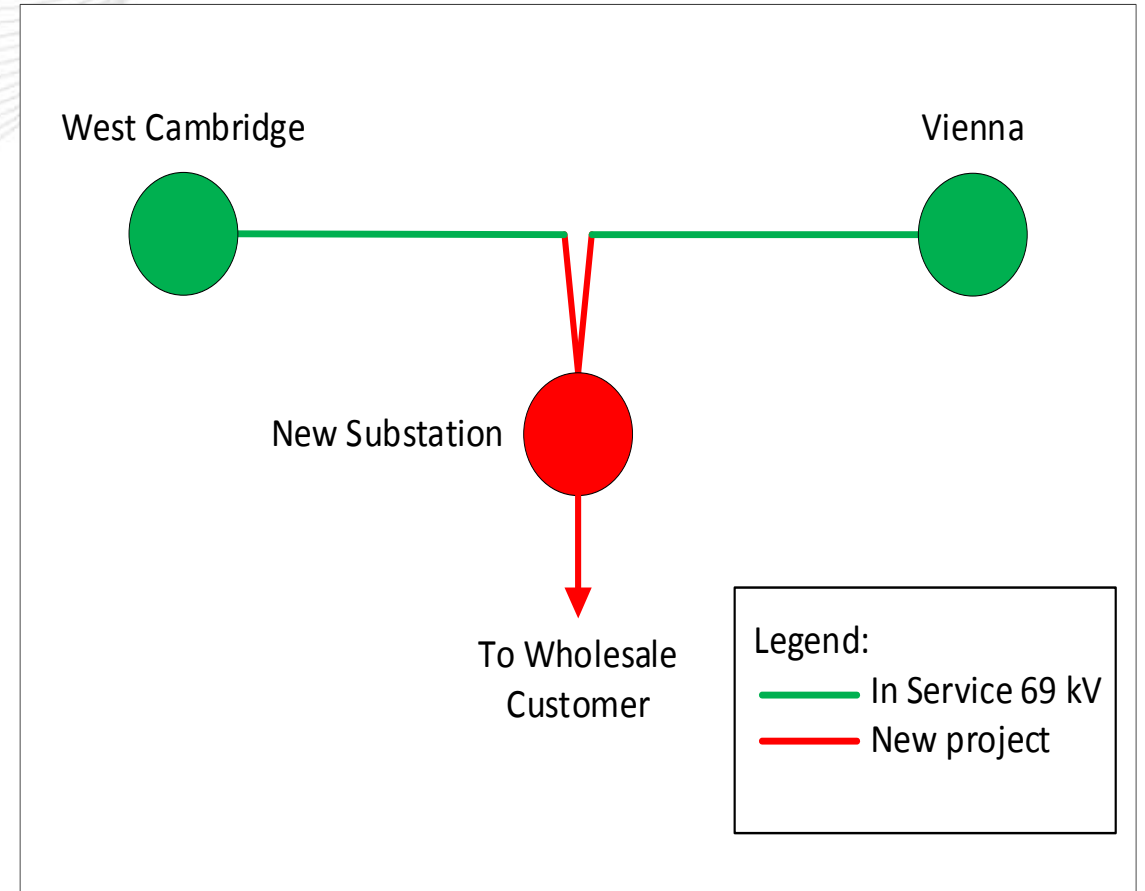 West Cambridge
Vienna
New Substation
To Wholesale
Customer
Legend:
In Service 69 kV
New project